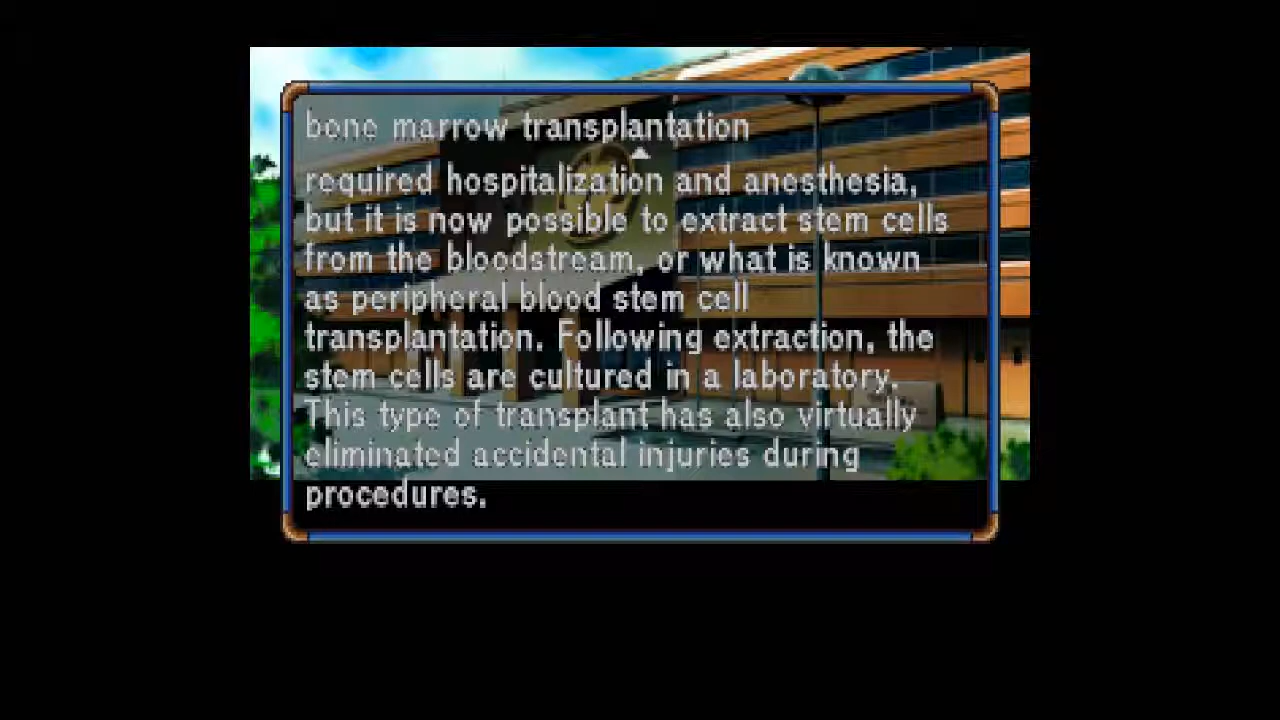 bone marrow transplantation
required hospitalization and anesthesia,
but it is now possible to extract stem cells
from the bloodstream, or what is known
as peripheral blood stem cell
transplantation. Following extraction, the
stem cells are cultured in a laboratory.
This type of transplant has also virtually
eliminated accidental injuries during
procedures.